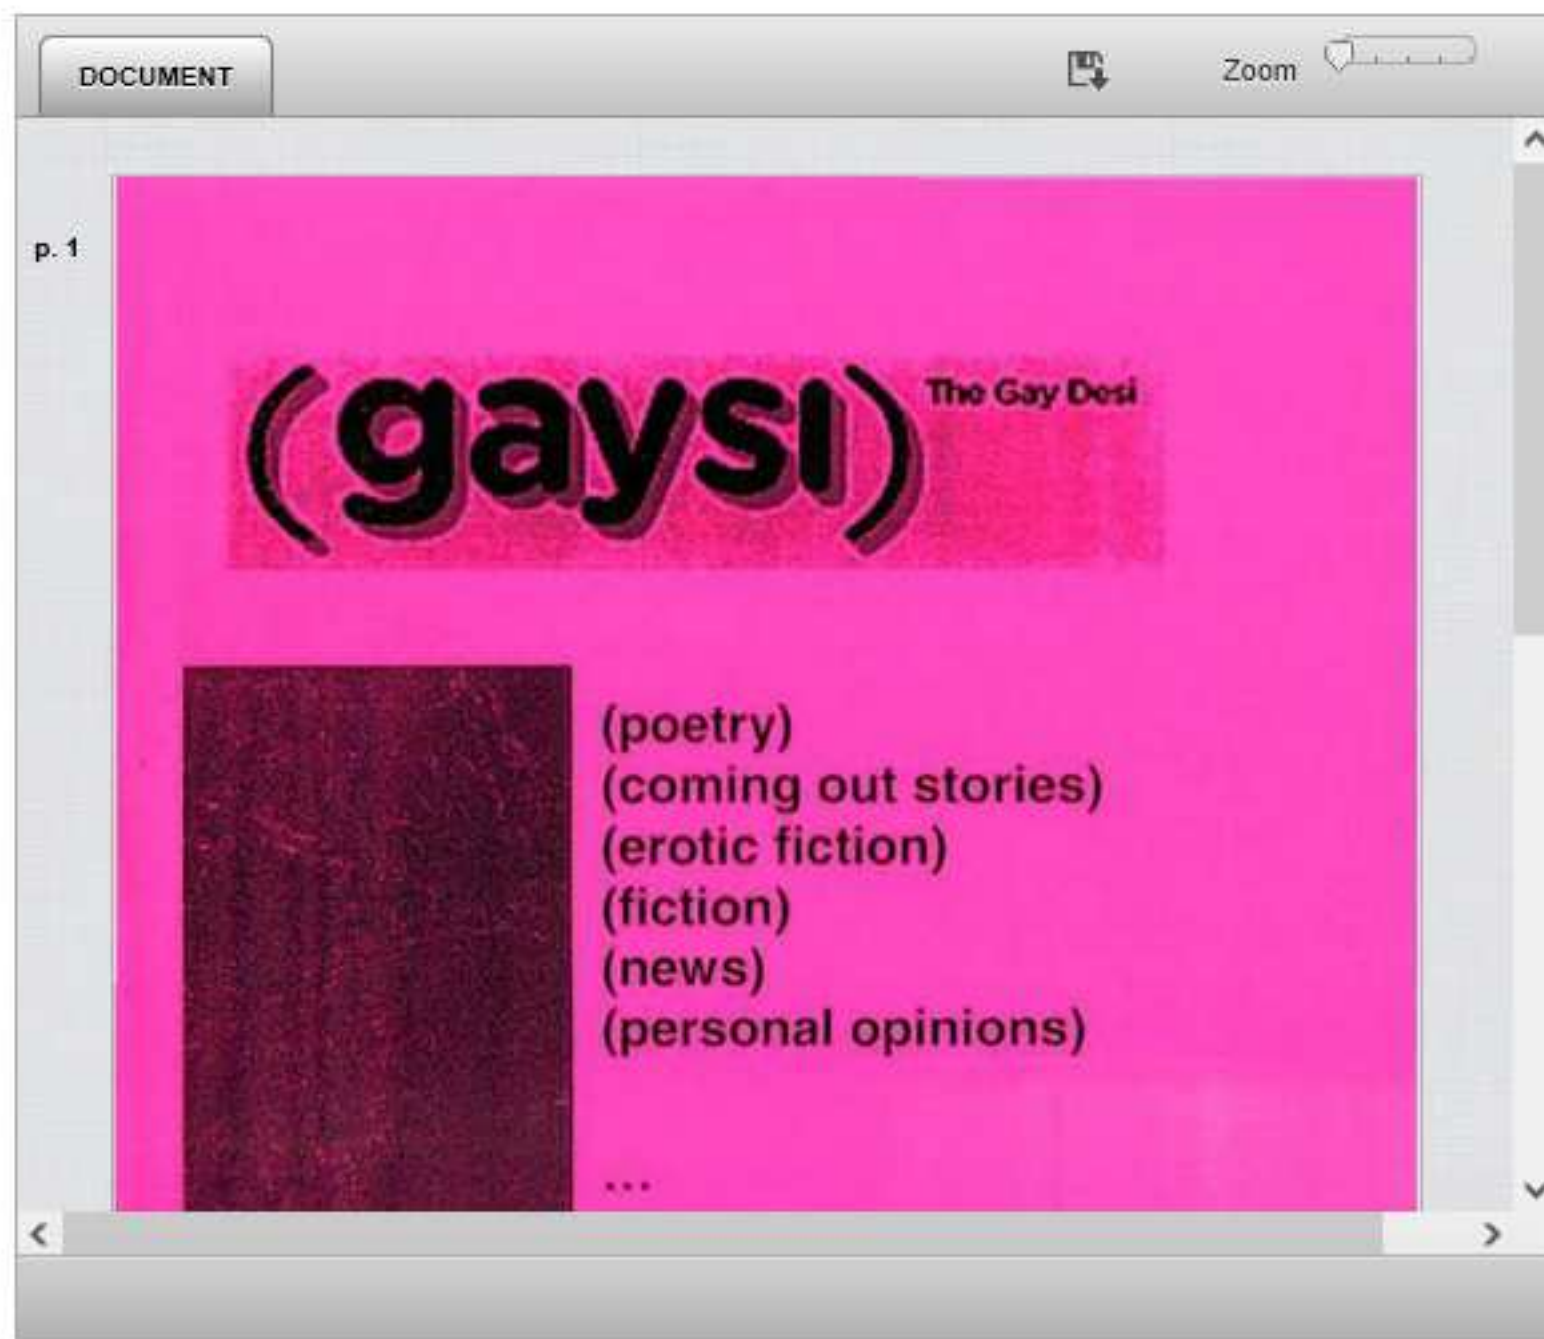 DOCUMENT
Zoom
p. 1
(gaysi)
The Gay Desi
(poetry)
(coming out stories)
(erotic fiction)
(fiction)
(news)
(personal opinions)
...